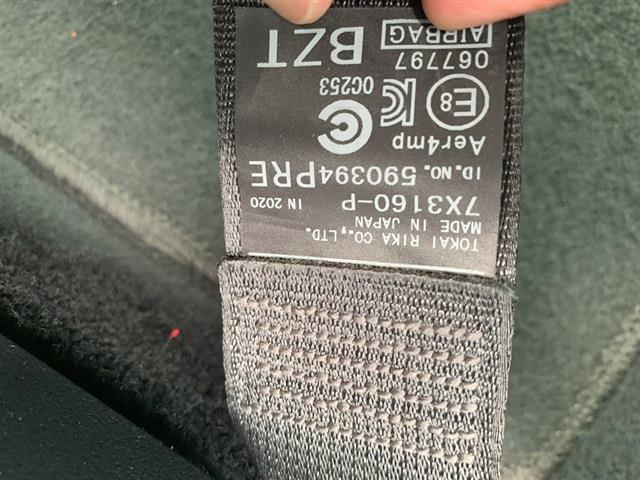 TOKAI RIKA CO., LTD.
MADE IN JAPAN
7X3160-P IN 2020
ID.NO. 590394PRE
Aer4mp
E8 0C253
067797
AIRBAG BZT